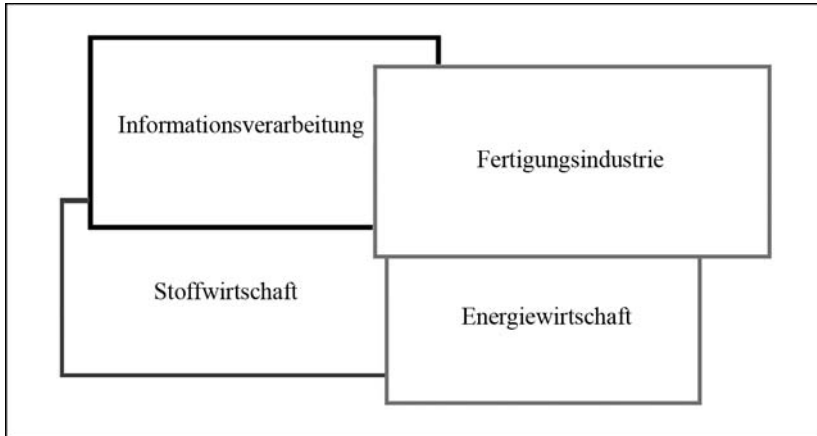 Informationsverarbeitung
Fertigungsindustrie
Stoffwirtschaft
Energiewirtschaft